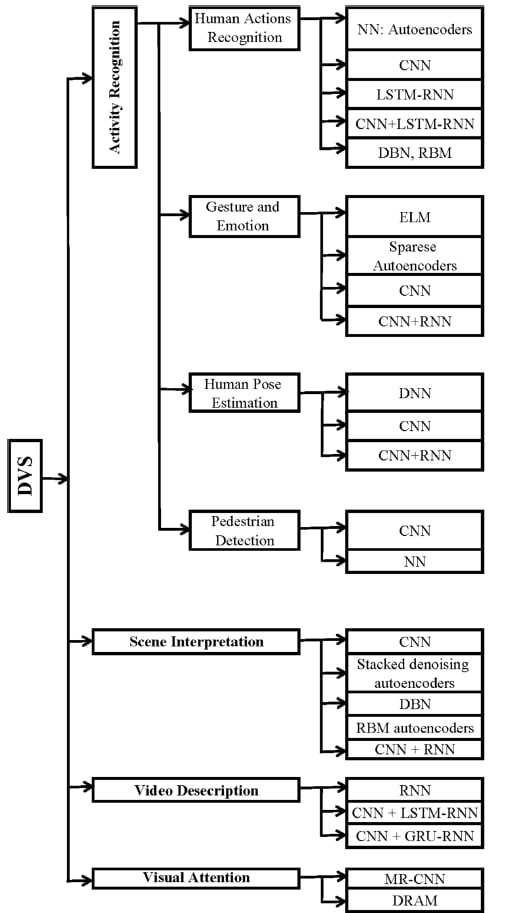 DVS
Activity Recognition
Human Actions
Recognition
NN: Autoencoders
CNN
LSTM-RNN
CNN+LSTM-RNN
DBN, RBM
Gesture and
Emotion
ELM
Sparese
Autoencoders
CNN
CNN+RNN
Human Pose
Estimation
DNN
CNN
CNN+RNN
Pedestrian
Detection
CNN
NN
Scene Interpretation
CNN
Stacked denoising
autoencoders
DBN
RBM autoencoders
CNN + RNN
Video Desecription
RNN
CNN + LSTM-RNN
CNN + GRU-RNN
Visual Attention
MR-CNN
DRAM